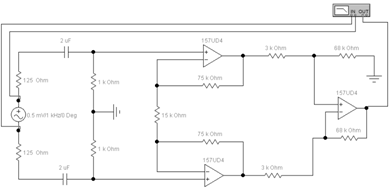 IN OUT
2 uF
157UD4
3 k Ohm
68 k Ohm
125 Ohm
1 k Ohm
75 k Ohm
157UD4
0.5 mV/1 kHz/0 Deg
15 k Ohm
75 k Ohm
68 k Ohm
125 Ohm
1 k Ohm
157UD4
2 uF
3 k Ohm